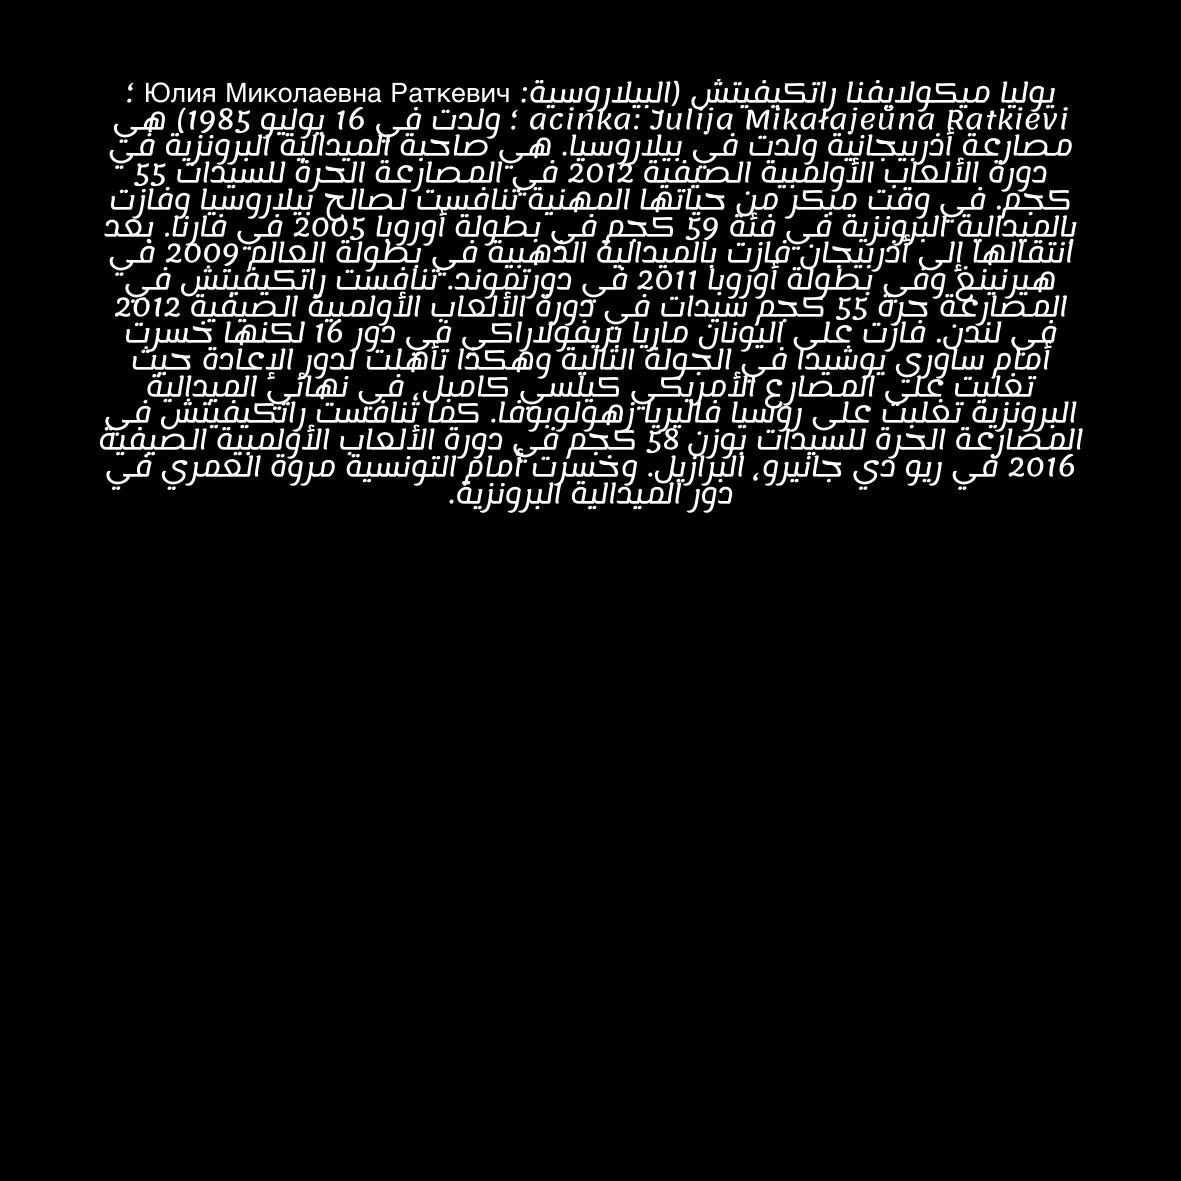 يوليا ميكولايفنا راتكيفيتش (البيلاروسية: Юлия Миколаевна Раткевич ؛
acinka: Julija Mikałajeŭna Ratkievi ؛ ولدت في 16 يوليو 1985) هي
مصارعة أذربيجانية ولدت في بيلاروسيا. هي صاحبة الميدالية البرونزية في
دورة الألعاب الأولمبية الصيفية 2012 في المصارعة الحرة للسيدات 55
كجم. في وقت مبكر من حياتها المهنية تنافست لصالح بيلاروسيا وفازت
بالميدالية البرونزية في فئة 59 كجم في بطولة أوروبا 2005 في فارنا. بعد
انتقالها إلى أذربيجان فازت بالميدالية الذهبية في بطولة العالم 2009 في
هيرنينغ وفي بطولة أوروبا 2011 في دورتموند. تنافست راتكيفيتش في
المصارعة حرة 55 كجم سيدات في دورة الألعاب الأولمبية الصيفية 2012
في لندن. فازت على اليونان ماريا بريفولاراكي في دور 16 لكنها خسرت
أمام ساوري يوشيدا في الجولة التالية وهكذا تأهلت لدور الإعادة حيث
تغلبت على المصارع الأمريكي كيلسي كامبل، في نهائي الميدالية
البرونزية تغلبت على روسيا فاليريا زهولوبوفا. كما تنافست راتكيفيتش في
المصارعة الحرة للسيدات بوزن 58 كجم في دورة الألعاب الأولمبية الصيفية
2016 في ريو دي جانيرو، البرازيل. وخسرت أمام التونسية مروة العمري في
دور الميدالية البرونزية.